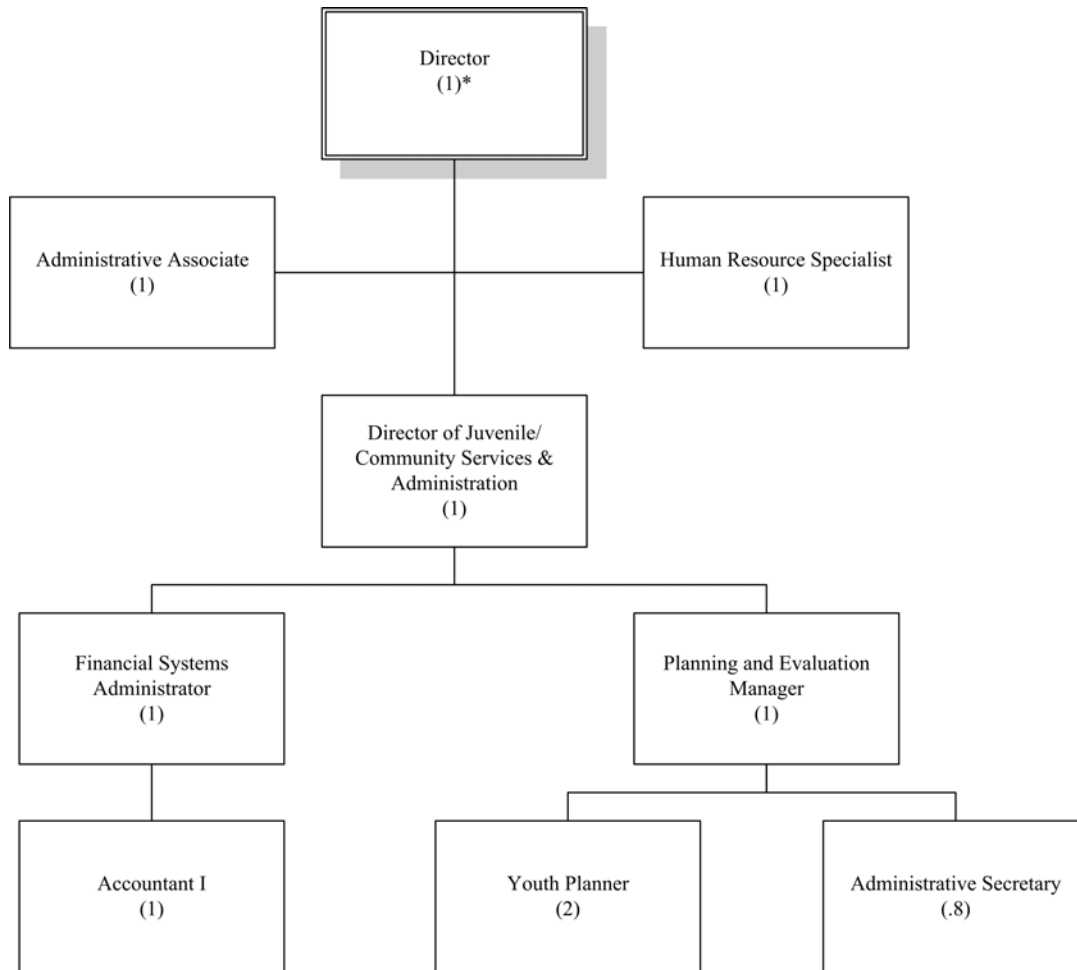 Director
(1)*
Administrative Associate
(1)
Human Resource Specialist
(1)
Director of Juvenile/
Community Services &
Administration
(1)
Financial Systems
Administrator
(1)
Planning and Evaluation
Manager
(1)
Accountant I
(1)
Youth Planner
(2)
Administrative Secretary
(.8)